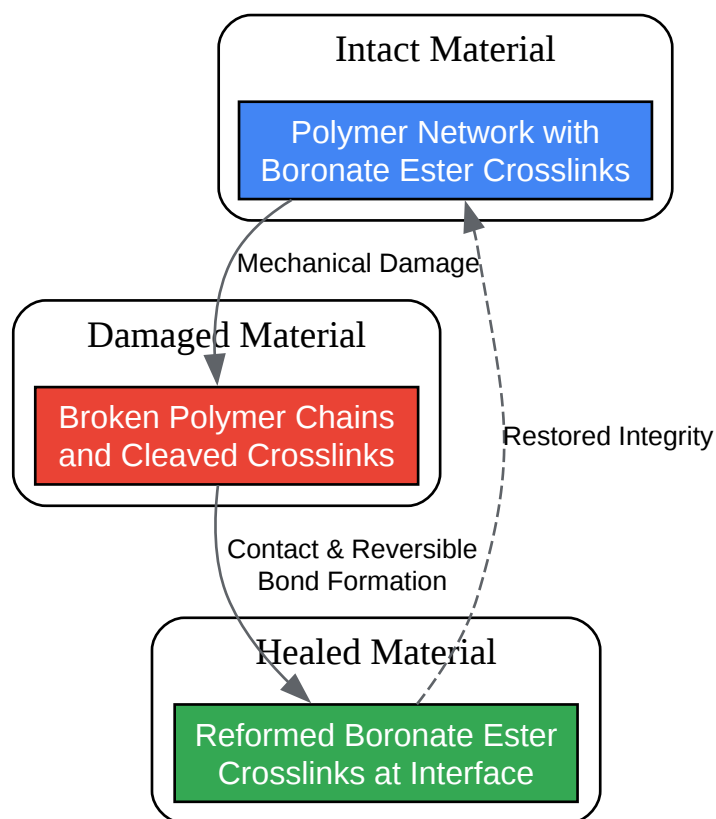 Intact Material
Polymer Network with
Boronate Ester Crosslinks
Mechanical Damage
Damaged Material
Broken Polymer Chains
and Cleaved Crosslinks
Restored Integrity
Contact & Reversible
Bond Formation
Healed Material
Reformed Boronate Ester
Crosslinks at Interface